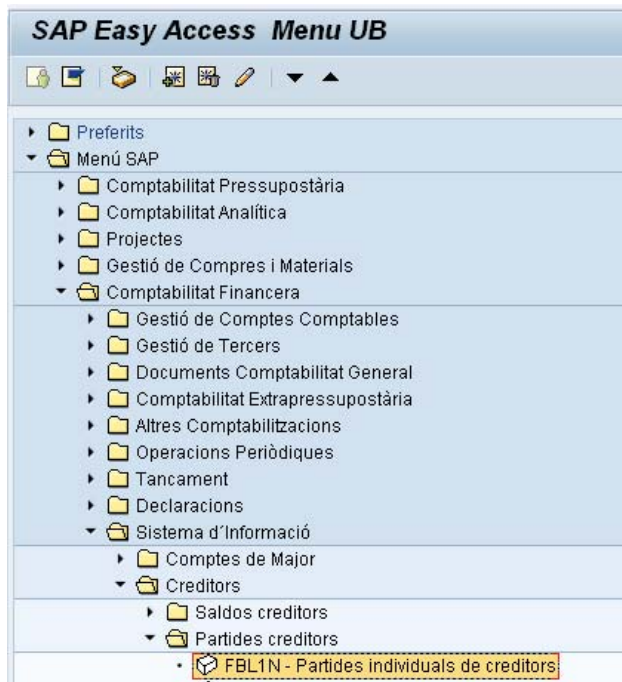 SAP Easy Access Menu UB
Preferits
Menú SAP
Comptabilitat Pressupostària
Comptabilitat Analítica
Projectes
Gestió de Compres i Materials
Comptabilitat Financera
Gestió de Comptes Comptables
Gestió de Tercers
Documents Comptabilitat General
Comptabilitat Extrapressupostària
Altres Comptabilitzacions
Operacions Periòdiques
Tancament
Declaracions
Sistema d´Informació
Comptes de Major
Creditors
Saldos creditors
Partides creditors
FBL1N - Partides individuals de creditors